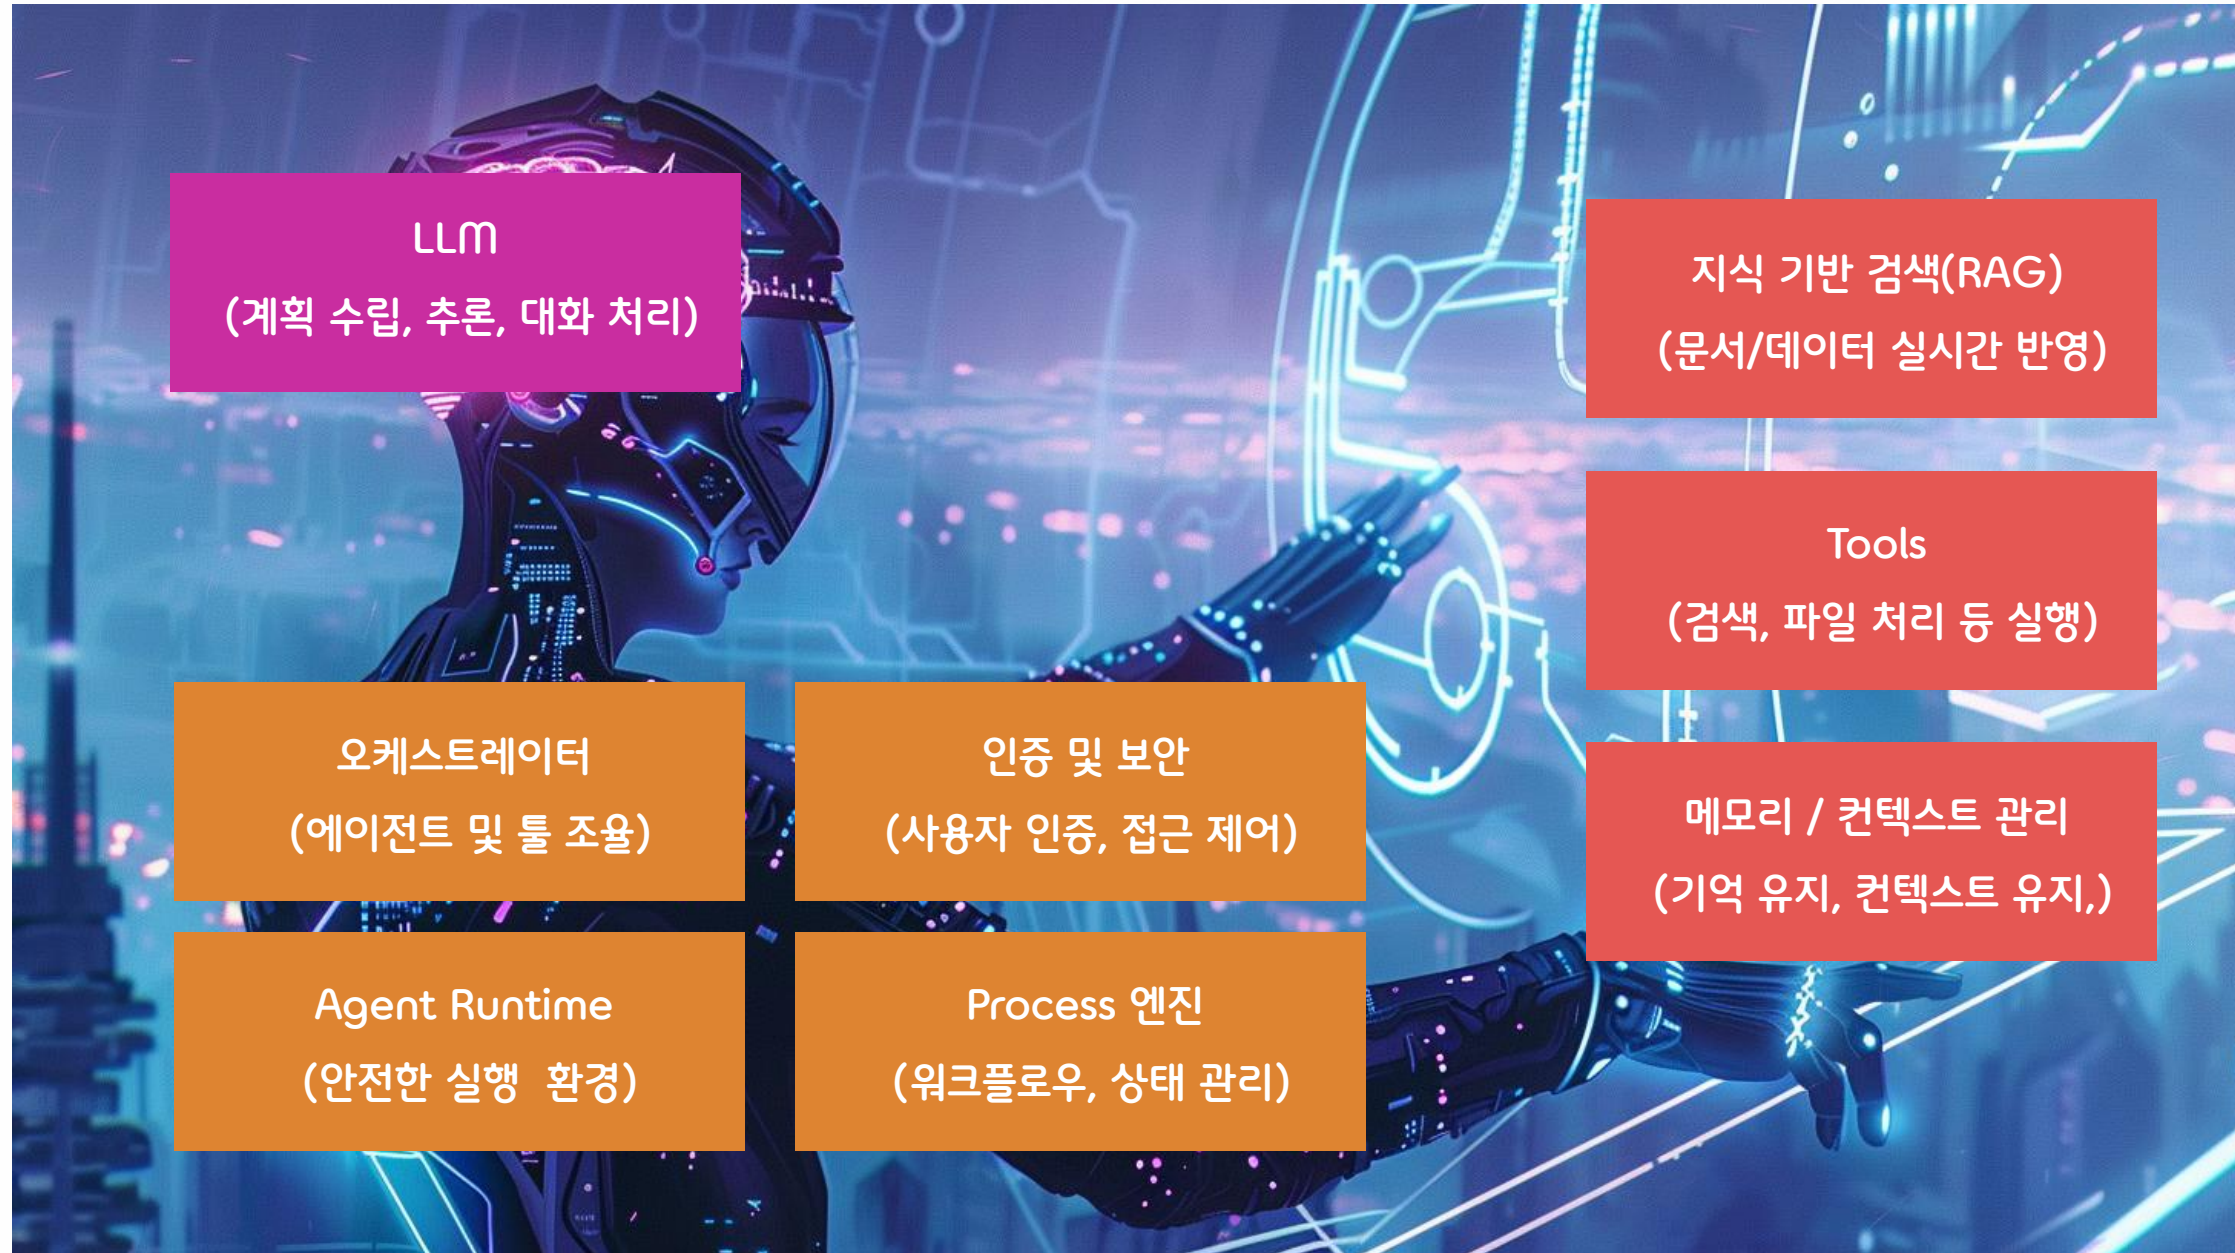 LLM
(계획 수립, 추론, 대화 처리)
지식 기반 검색(RAG)
(문서/데이터 실시간 반영)
Tools
(검색, 파일 처리 등 실행)
오케스트레이터
(에이전트 및 툴 조율)
인증 및 보안
(사용자 인증, 접근 제어)
메모리 / 컨텍스트 관리
(기억 유지, 컨텍스트 유지,)
Agent Runtime
(안전한 실행  환경)
Process 엔진
(워크플로우, 상태 관리)